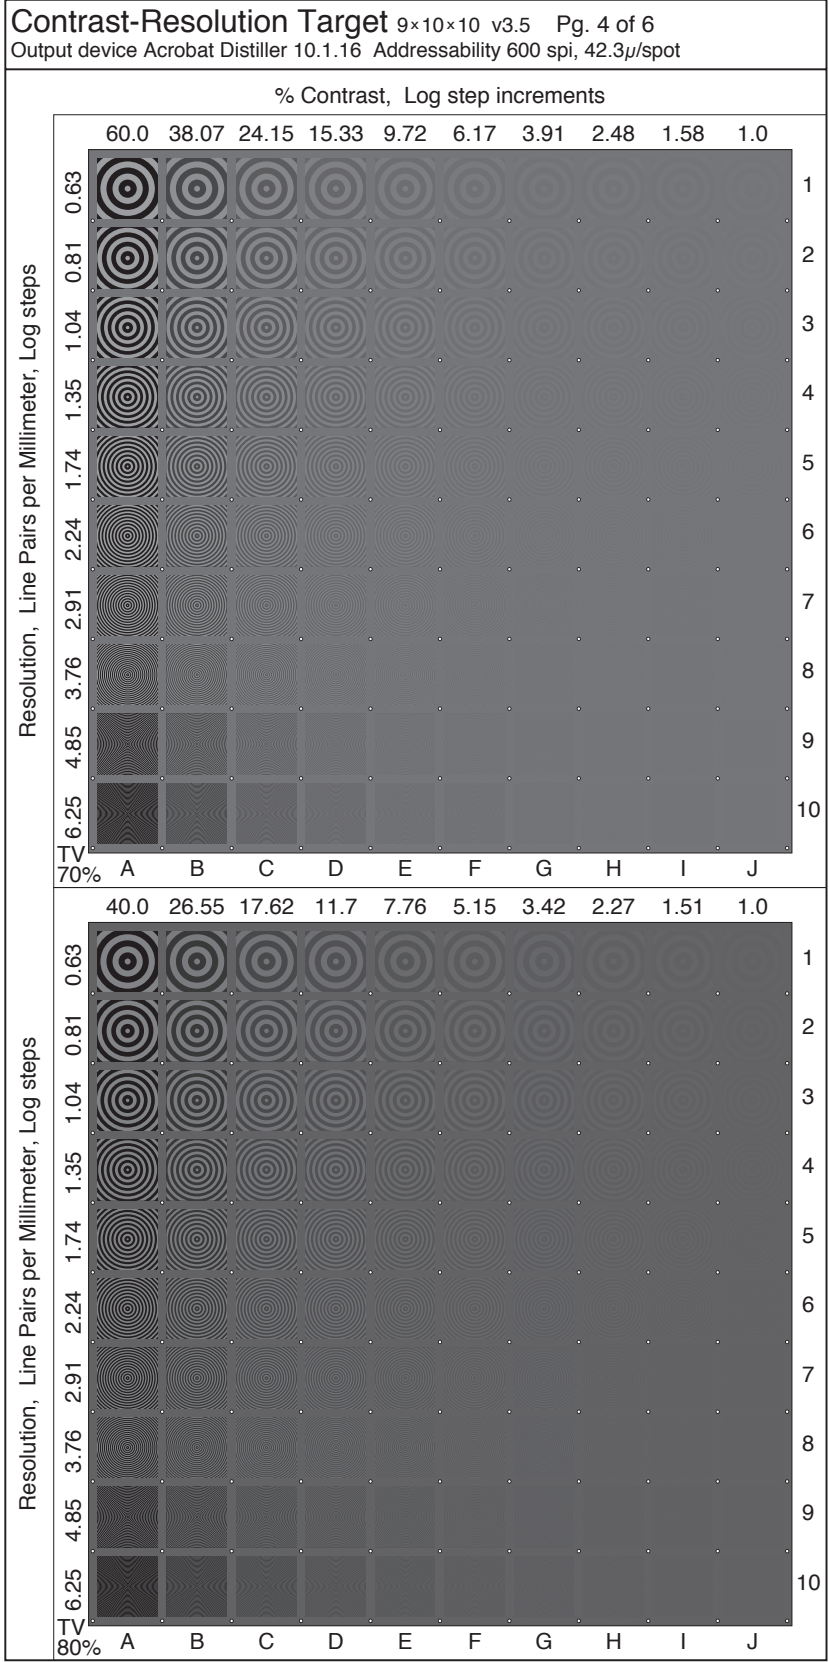 Contrast-Resolution Target 9×10×10 v3.5 Pg. 4 of 6
Output device Acrobat Distiller 10.1.16 Addressability 600 spi, 42.3µ/spot
% Contrast, Log step increments
60.0 38.07 24.15 15.33 9.72 6.17 3.91 2.48 1.58 1.0
Resolution, Line Pairs per Millimeter, Log steps
0.63 1
0.81 2
1.04 3
1.35 4
1.74 5
2.24 6
2.91 7
3.76 8
4.85 9
6.25 10
TV
70% A B C D E F G H I J
40.0 26.55 17.62 11.7 7.76 5.15 3.42 2.27 1.51 1.0
Resolution, Line Pairs per Millimeter, Log steps
0.63 1
0.81 2
1.04 3
1.35 4
1.74 5
2.24 6
2.91 7
3.76 8
4.85 9
6.25 10
TV
80% A B C D E F G H I J